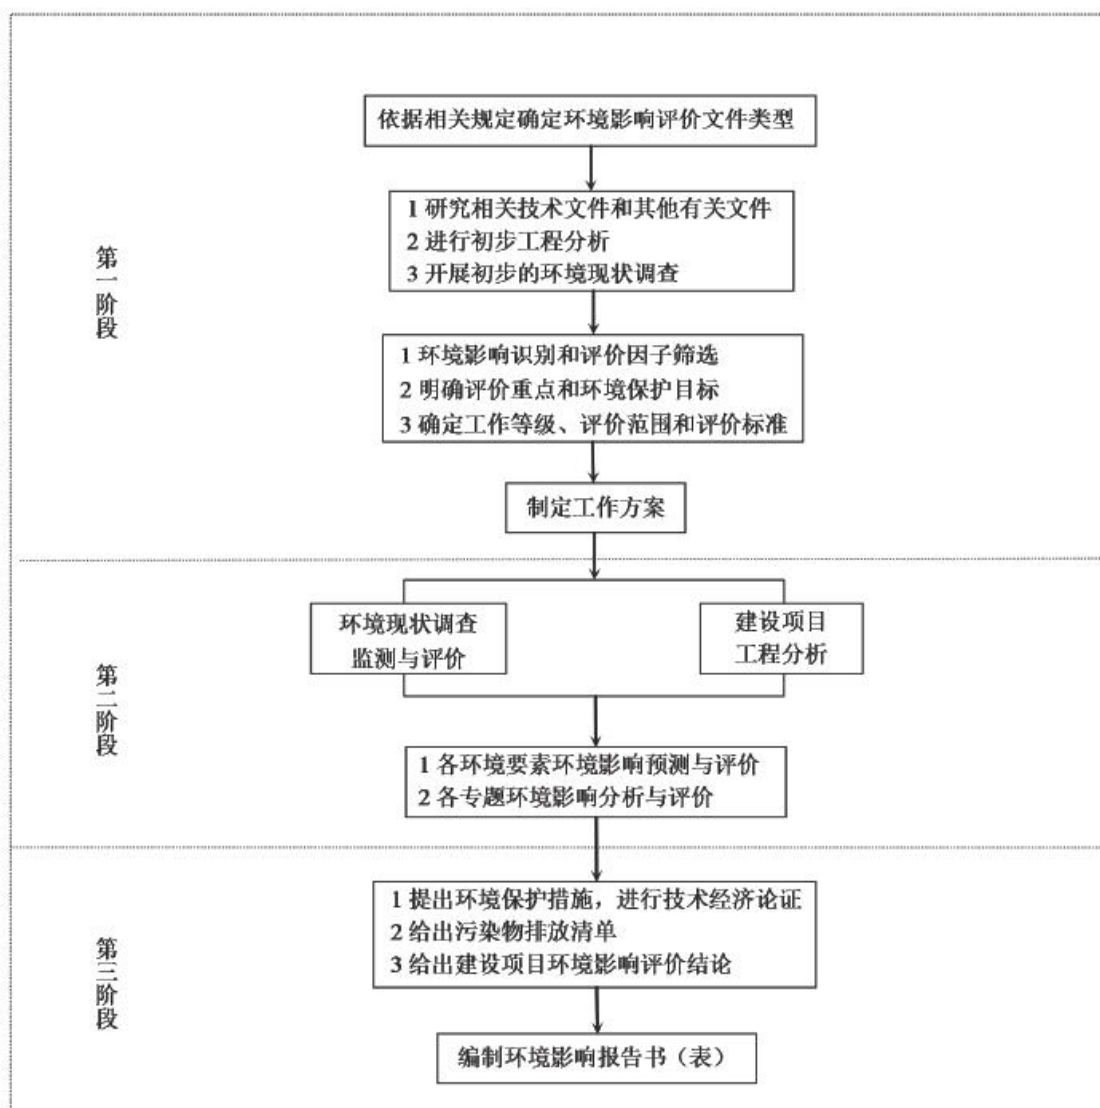 第一阶段
依据相关规定确定环境影响评价文件类型
1 研究相关技术文件和其他有关文件
2 进行初步工程分析
3 开展初步的环境现状调查
1 环境影响识别和评价因子筛选
2 明确评价重点和环境保护目标
3 确定工作等级、评价范围和评价标准
制定工作方案
第二阶段
环境现状调查
监测与评价
建设项目
工程分析
1 各环境要素环境影响预测与评价
2 各专题环境影响分析与评价
第三阶段
1 提出环境保护措施，进行技术经济论证
2 给出污染物排放清单
3 给出建设项目环境影响评价结论
编制环境影响报告书（表）